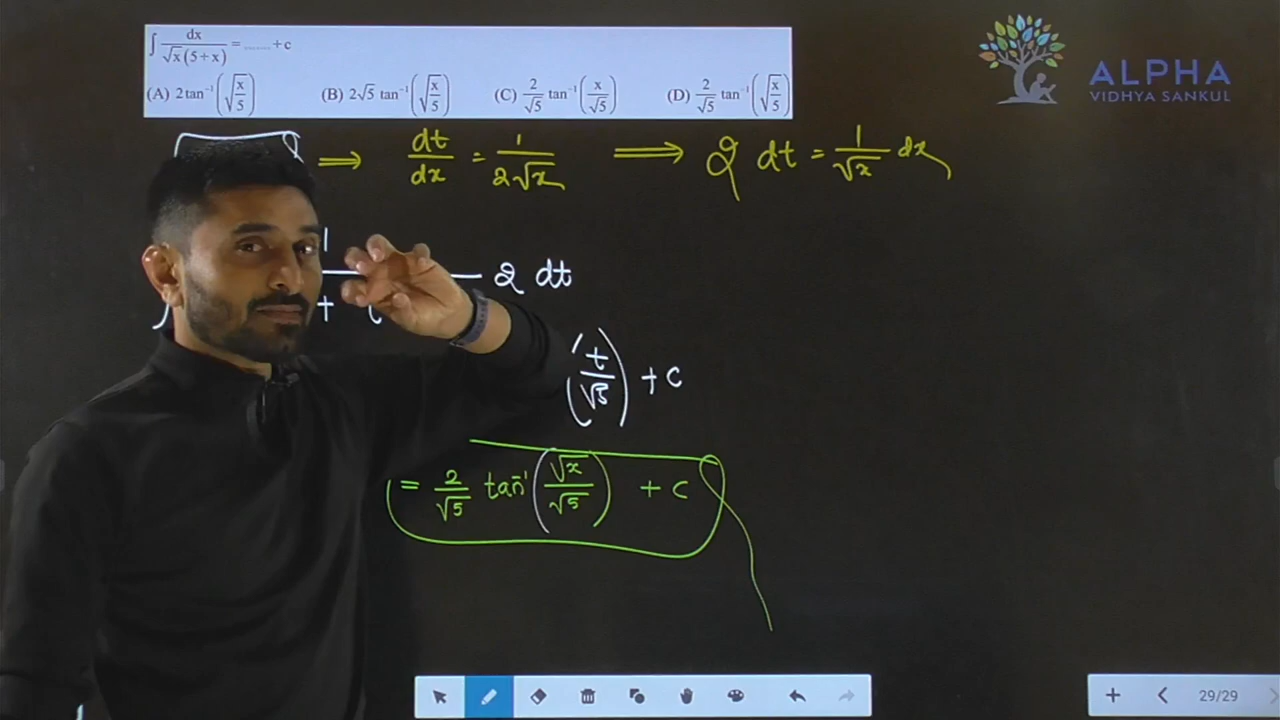 ∫ dx / √x(5+x) = ....... + c
(A) 2tan⁻¹(√(x/5)) (B) 2√5 tan⁻¹(√(x/5)) (C) 2/√5 tan⁻¹(x/√5) (D) 2/√5 tan⁻¹(√(x/5))
ALPHA
VIDHYA SANKUL
⟹ dt/dx = 1/2√x ⟹ 2 dt = 1/√x dx
2 dt
(t/√5) + c
= 2/√5 tan⁻¹(√x/√5) + c
29/29